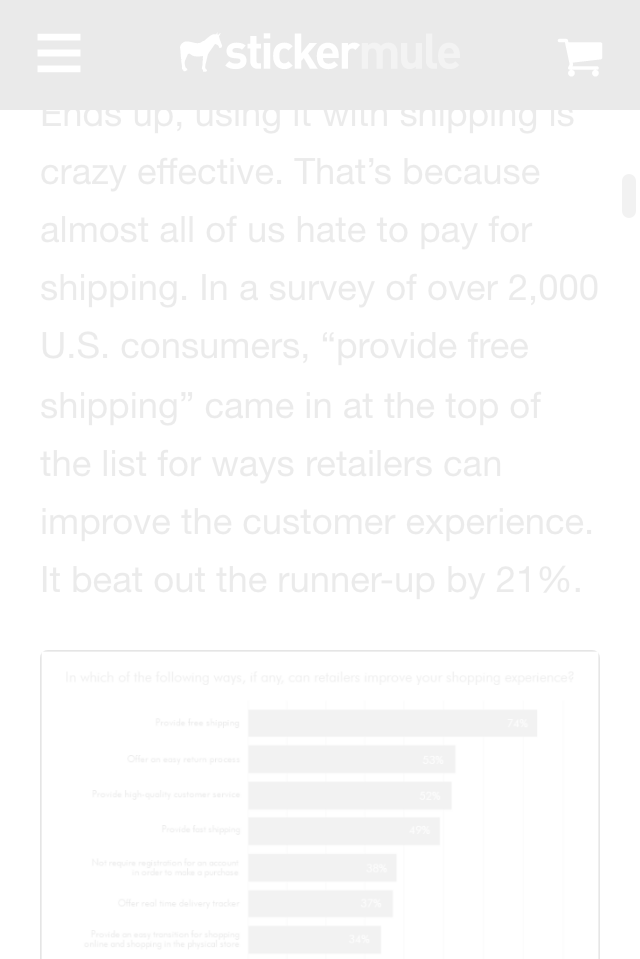 stickermule
Ends up, using it with shipping is
crazy effective. That’s because
almost all of us hate to pay for
shipping. In a survey of over 2,000
U.S. consumers, “provide free
shipping” came in at the top of
the list for ways retailers can
improve the customer experience.
It beat out the runner-up by 21%.
In which of the following ways, if any, can retailers improve your shopping experience?
Provide free shipping 74%
Offer an easy return process 53%
Provide high-quality customer service 52%
Provide fast shipping 49%
Not require registration for an account
in order to make a purchase 38%
Offer real time delivery tracker 37%
Provide an easy transition for shopping
online and shopping in the physical store 34%